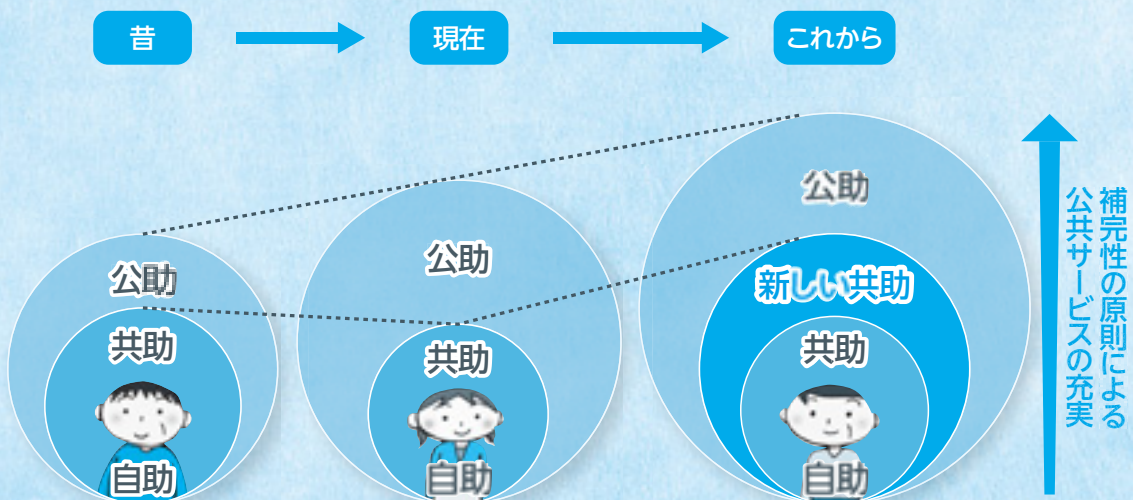 昔
現在
これから
公助
共助
自助
公助
共助
自助
公助
新しい共助
共助
自助
補完性の原則による
公共サービスの充実